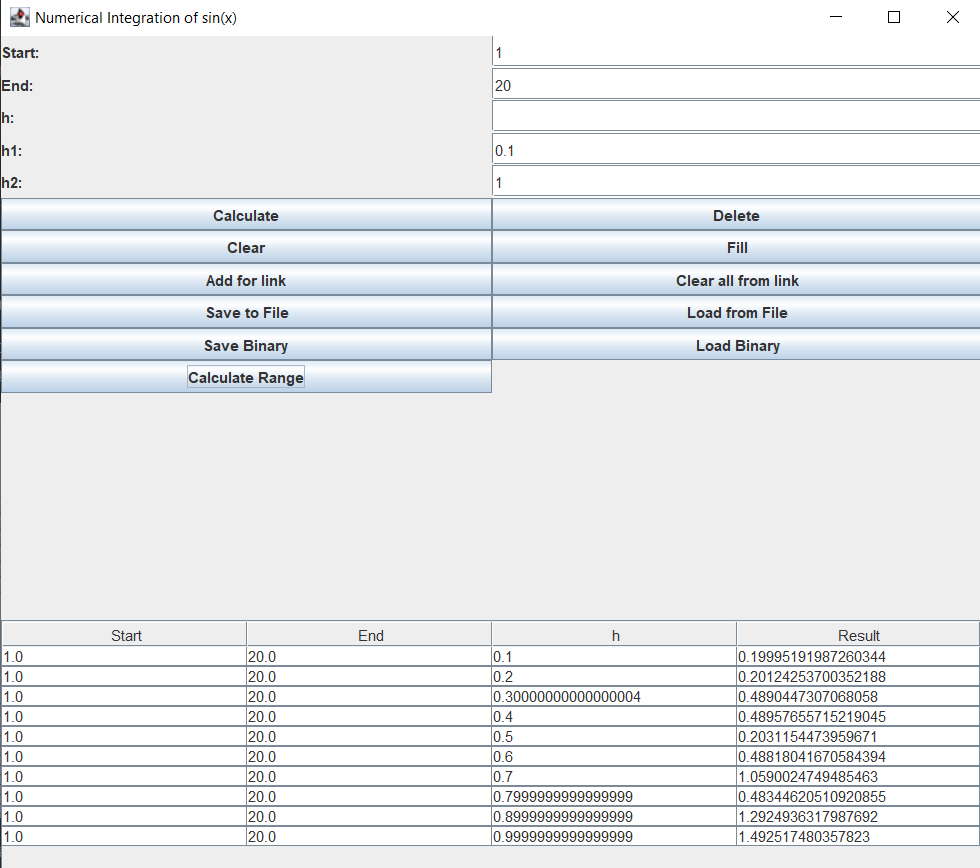 Numerical Integration of sin(x)
Start: 1
End: 20
h:
h1: 0.1
h2: 1
Calculate Delete
Clear Fill
Add for link Clear all from link
Save to File Load from File
Save Binary Load Binary
Calculate Range
Start End h Result
1.0 20.0 0.1 0.19995191987260344
1.0 20.0 0.2 0.20124253700352188
1.0 20.0 0.30000000000000004 0.4890447307068058
1.0 20.0 0.4 0.48957655715219045
1.0 20.0 0.5 0.2031154473959671
1.0 20.0 0.6 0.48818041670584394
1.0 20.0 0.7 1.0590024749485463
1.0 20.0 0.7999999999999999 0.48344620510920855
1.0 20.0 0.8999999999999999 1.2924936317987692
1.0 20.0 0.9999999999999999 1.492517480357823